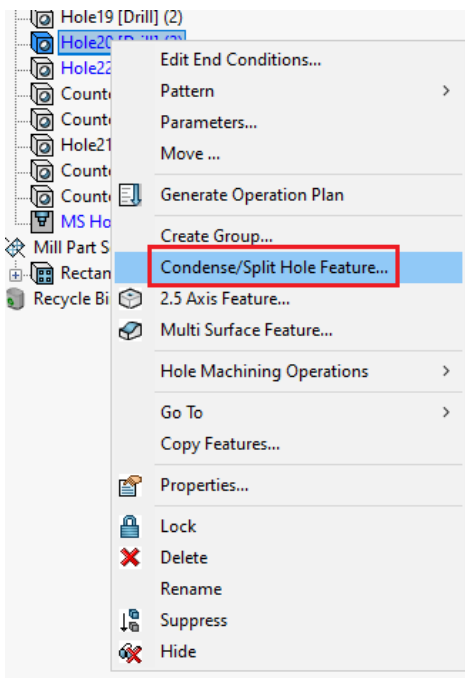 Hole19 [Drill] (2)
Hole20 [Drill] (2)
Hole22
Edit End Conditions...
Pattern
Parameters...
Move ...
Generate Operation Plan
Create Group...
Condense/Split Hole Feature...
2.5 Axis Feature...
Multi Surface Feature...
Hole Machining Operations
Go To
Copy Features...
Properties...
Lock
Delete
Rename
Suppress
Hide
Hole21
MS Ho
Mill Part S
Rectan
Recycle Bi